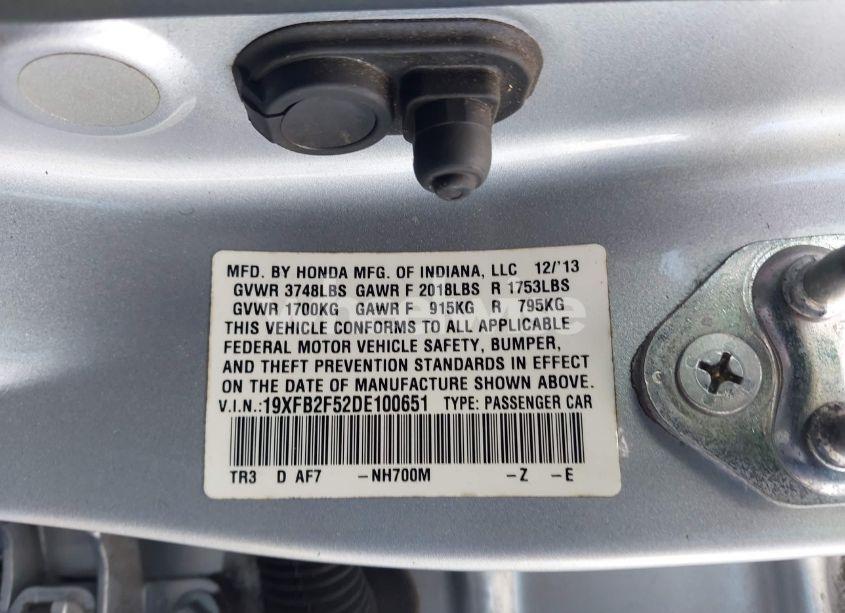 MFD. BY HONDA MFG. OF INDIANA, LLC 12/'13
GVWR 3748LBS GAWR F 2018LBS R 1753LBS
GVWR 1700KG GAWR F 915KG R 795KG
THIS VEHICLE CONFORMS TO ALL APPLICABLE
FEDERAL MOTOR VEHICLE SAFETY, BUMPER,
AND THEFT PREVENTION STANDARDS IN EFFECT
ON THE DATE OF MANUFACTURE SHOWN ABOVE.
V.I.N.:19XFB2F52DE100651 TYPE: PASSENGER CAR
TR3 D AF7 -NH700M -Z -E